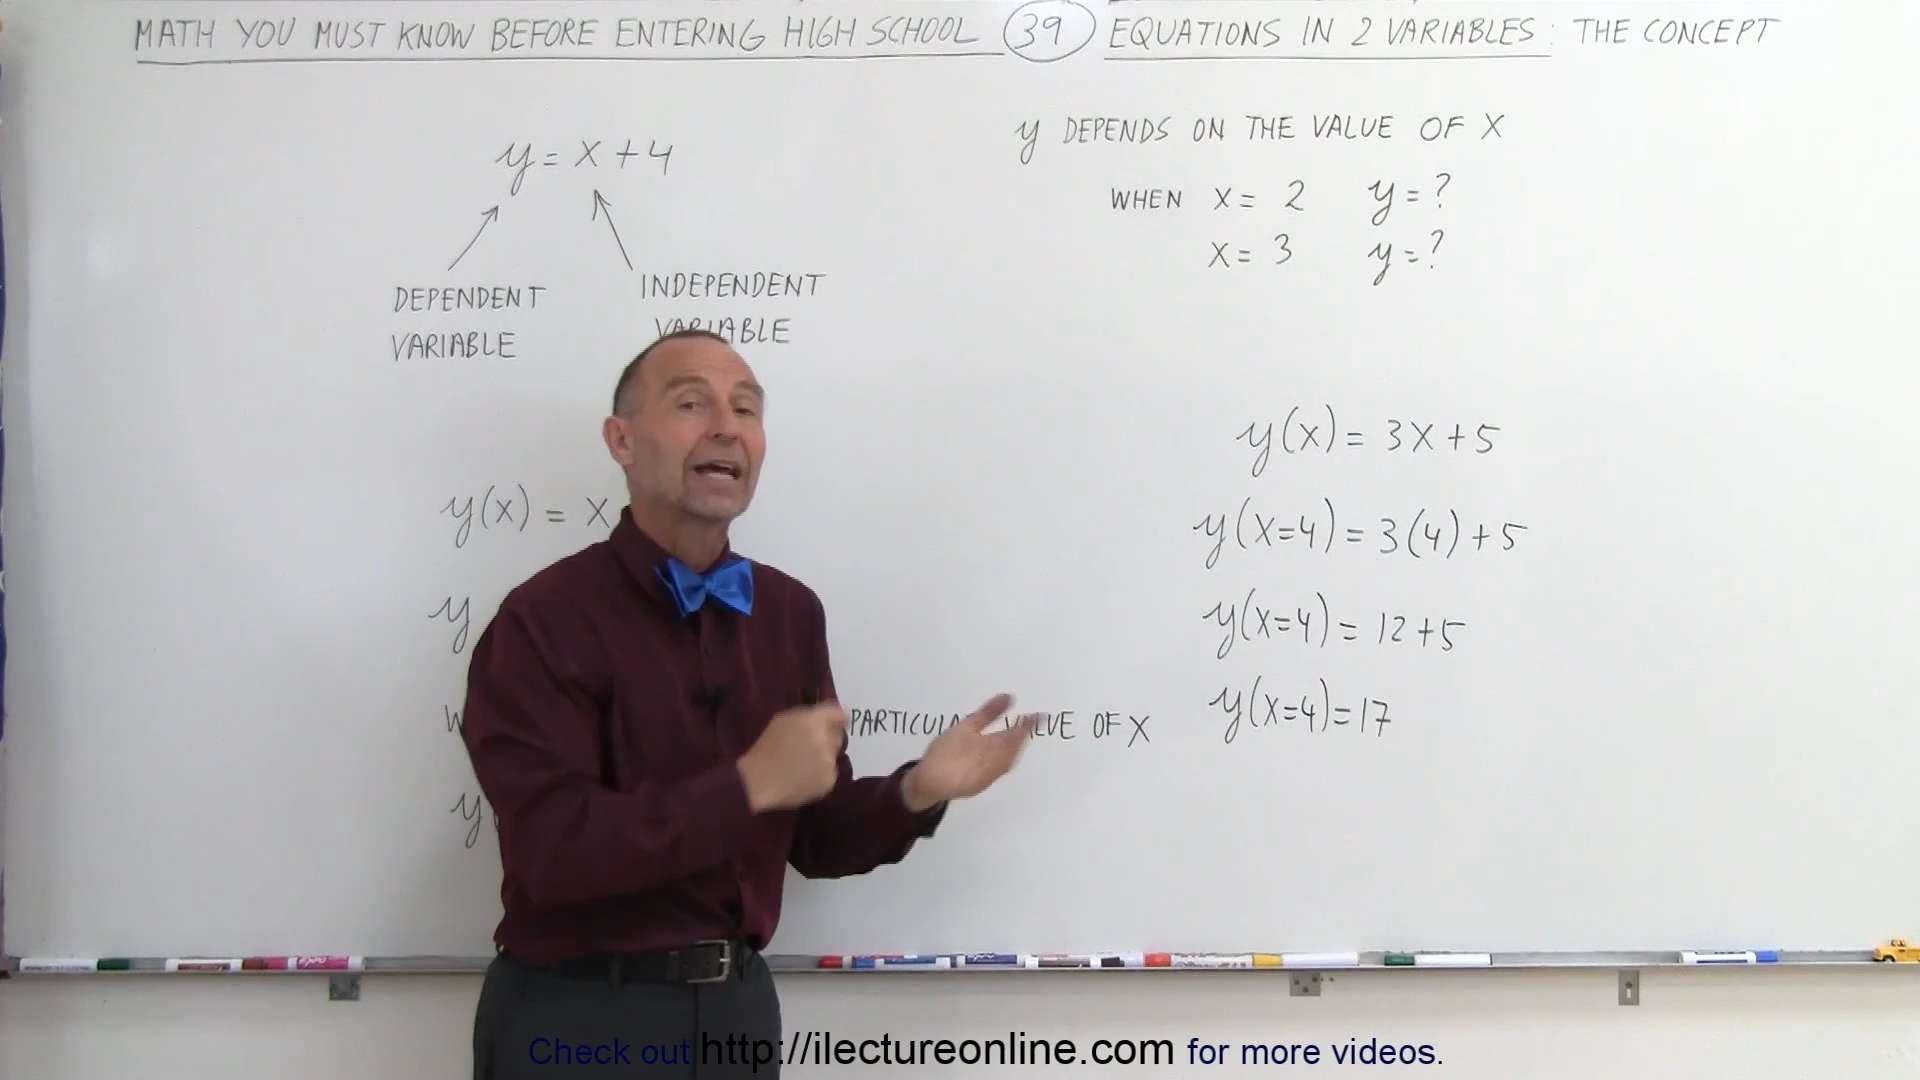 MATH YOU MUST KNOW BEFORE ENTERING HIGH SCHOOL 39 EQUATIONS IN 2 VARIABLES: THE CONCEPT
y = x + 4
DEPENDENT
VARIABLE
INDEPENDENT
VARIABLE
y(x) = x
y
PARTICULAR VALUE OF X
y
y DEPENDS ON THE VALUE OF X
WHEN x = 2 y = ?
x = 3 y = ?
y(x) = 3x + 5
y(x=4) = 3(4) + 5
y(x=4) = 12 + 5
y(x=4) = 17
Check out http://ilectureonline.com for more videos.